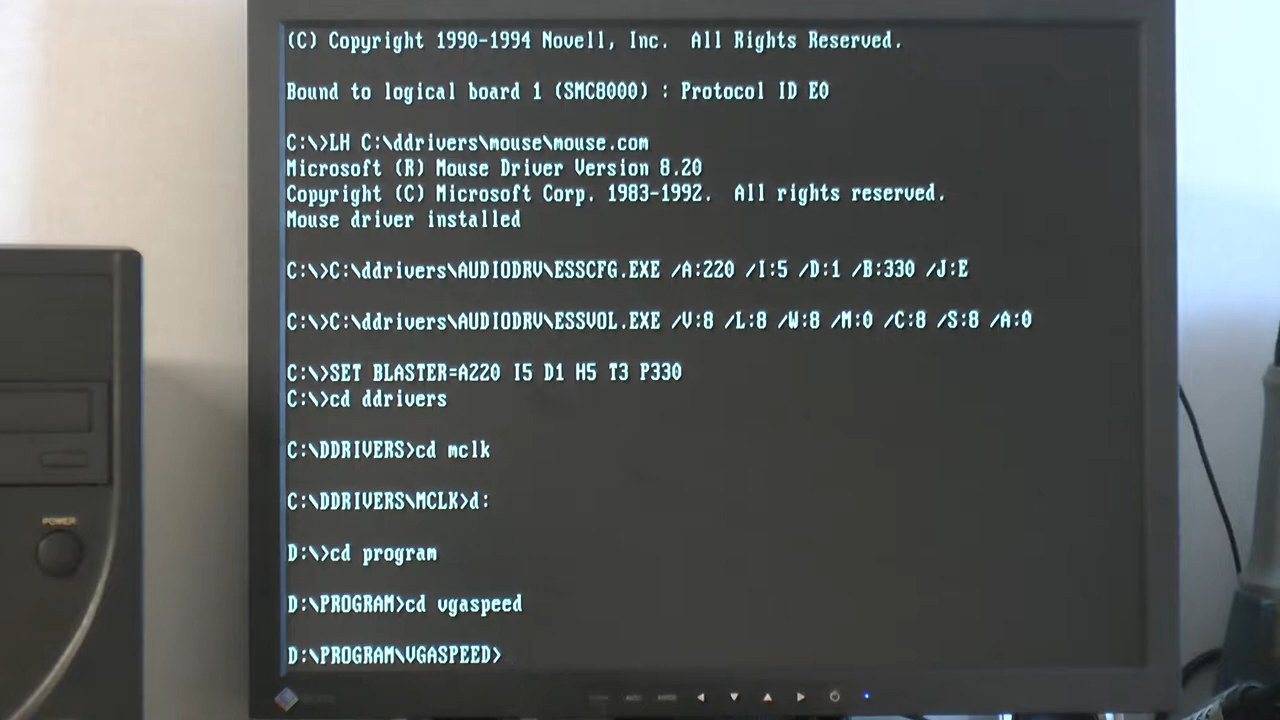 (C) Copyright 1990-1994 Novell, Inc.  All Rights Reserved.
Bound to logical board 1 (SMC8000) : Protocol ID E0
C:\>LH C:\ddrivers\mouse\mouse.com
Microsoft (R) Mouse Driver Version 8.20
Copyright (C) Microsoft Corp. 1983-1992.  All rights reserved.
Mouse driver installed
C:\>C:\ddrivers\AUDIODRV\ESSCFG.EXE /A:220 /I:5 /D:1 /B:330 /J:E
C:\>C:\ddrivers\AUDIODRV\ESSVOL.EXE /V:8 /L:8 /W:8 /M:0 /C:8 /S:8 /A:0
C:\>SET BLASTER=A220 I5 D1 H5 T3 P330
C:\>cd ddrivers
C:\DDRIVERS>cd mclk
C:\DDRIVERS\MCLK>d:
D:\>cd program
D:\PROGRAM>cd vgaspeed
D:\PROGRAM\VGASPEED>
POWER